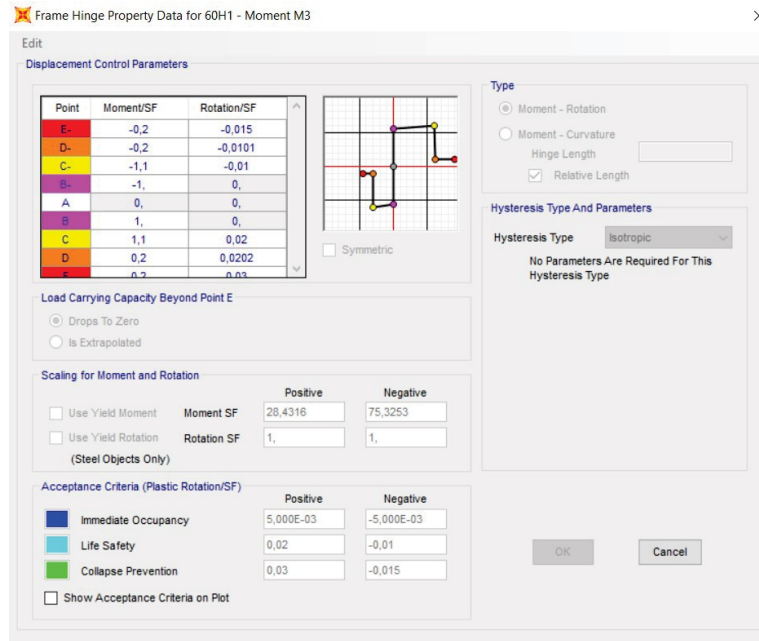 Frame Hinge Property Data for 60H1 - Moment M3
Edit
Displacement Control Parameters
Point Moment/SF Rotation/SF
E- -0,2 -0,015
D- -0,2 -0,0101
C- -1,1 -0,01
B- -1, 0,
A 0, 0,
B 1, 0,
C 1,1 0,02
D 0,2 0,0202
E 0,2 0,03
Symmetric
Load Carrying Capacity Beyond Point E
Drops To Zero
Is Extrapolated
Scaling for Moment and Rotation
Positive Negative
Use Yield Moment Moment SF 28,4316 75,3253
Use Yield Rotation Rotation SF 1, 1,
(Steel Objects Only)
Acceptance Criteria (Plastic Rotation/SF)
Positive Negative
Immediate Occupancy 5,000E-03 -5,000E-03
Life Safety 0,02 -0,01
Collapse Prevention 0,03 -0,015
Show Acceptance Criteria on Plot
Type
Moment - Rotation
Moment - Curvature
Hinge Length
Relative Length
Hysteresis Type And Parameters
Hysteresis Type Isotropic
No Parameters Are Required For This
Hysteresis Type
OK Cancel